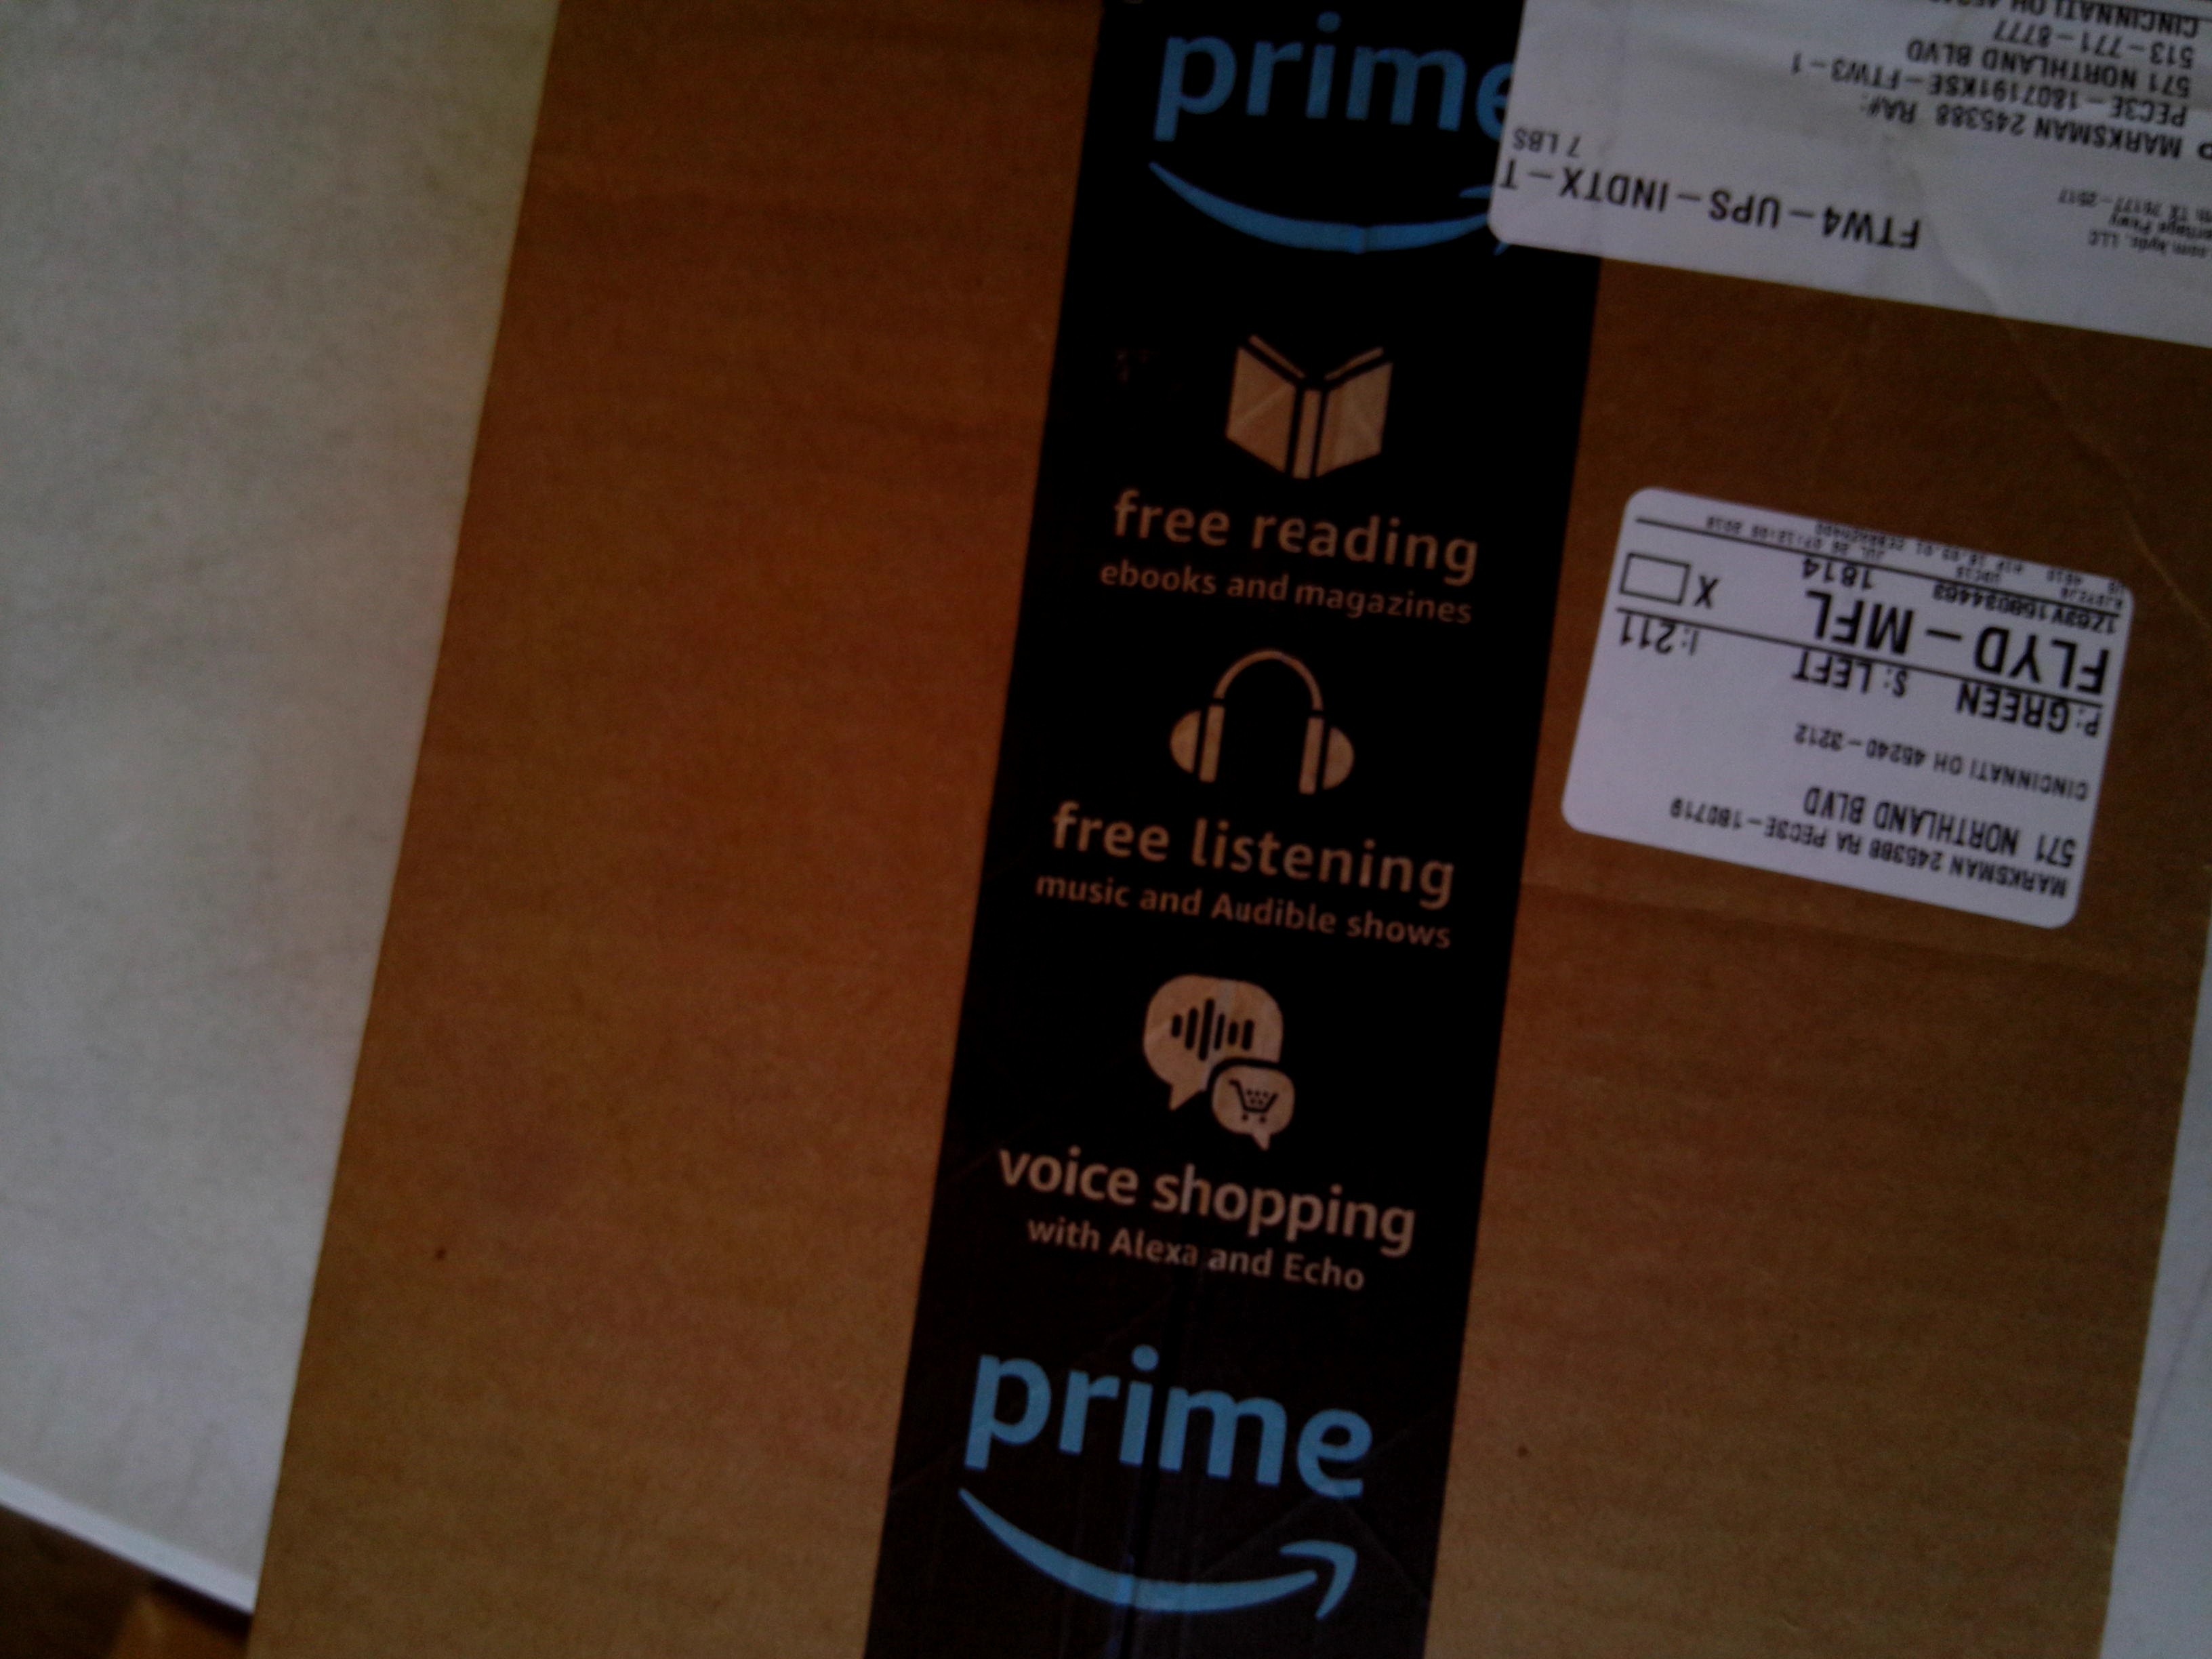 prime
free reading
ebooks and magazines
free listening
music and Audible shows
voice shopping
with Alexa and Echo
prime
FTW4-UPS-INDTX-T
7 LBS
MARKSMAN 245388 RA#:
PEC3E-1807191KSE-FTW3-1
571 NORTHLAND BLVD
513-771-8777
CINCINNATI OH
MARKSMAN 245388 RA PEC3E-180719
571 NORTHLAND BLVD
CINCINNATI OH 45240-3212
P: GREEN S: LEFT I: 211
FLYD-MFL X
1814